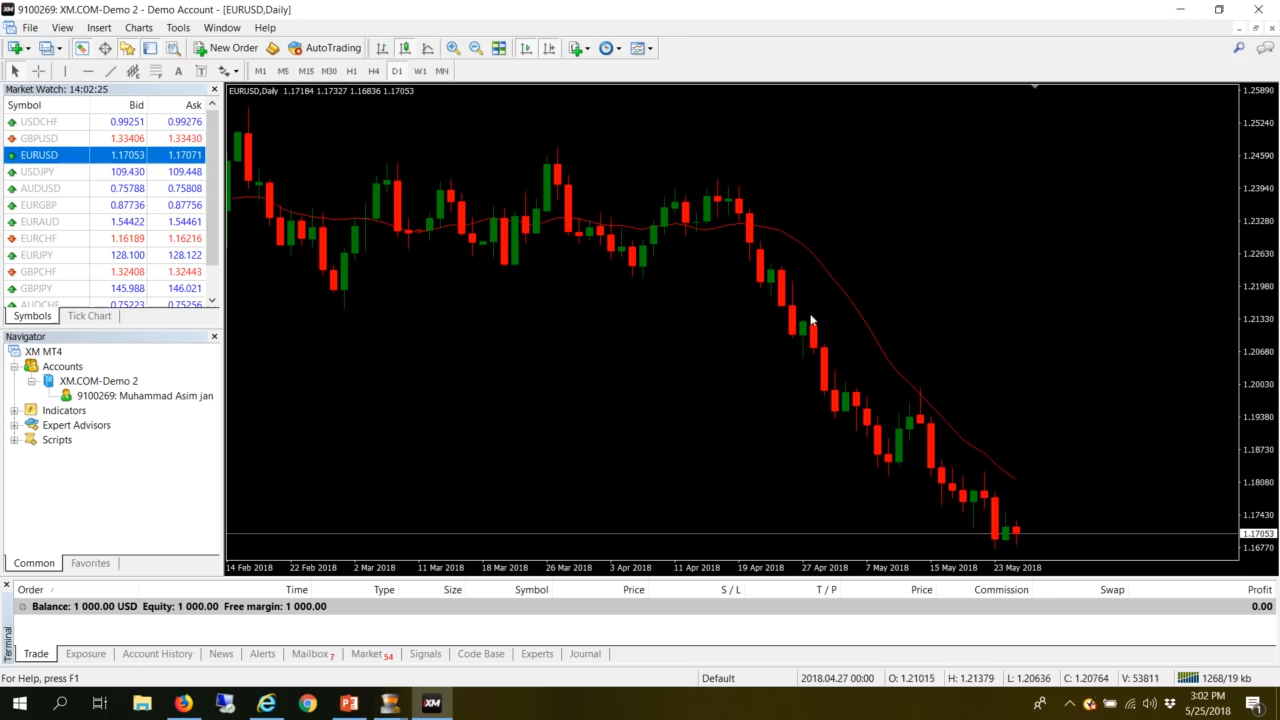 9100269: XM.COM-Demo 2 - Demo Account - [EURUSD,Daily]
File View Insert Charts Tools Window Help
New Order AutoTrading
M1 M5 M15 M30 H1 H4 D1 W1 MN
Market Watch: 14:02:25
Symbol Bid Ask
USDCHF 0.99251 0.99276
GBPUSD 1.33406 1.33430
EURUSD 1.17053 1.17071
USDJPY 109.430 109.448
AUDUSD 0.75788 0.75808
EURGBP 0.87736 0.87756
EURAUD 1.54422 1.54461
EURCHF 1.16189 1.16216
EURJPY 128.100 128.122
GBPCHF 1.32408 1.32443
GBPJPY 145.988 146.021
AUDCHF 0.75223 0.75256
Symbols Tick Chart
Navigator
XM MT4
Accounts
XM.COM-Demo 2
9100269: Muhammad Asim jan
Indicators
Expert Advisors
Scripts
Common Favorites
EURUSD,Daily 1.17184 1.17327 1.16836 1.17053
1.25890
1.25240
1.24590
1.23940
1.23280
1.22630
1.21980
1.21330
1.20680
1.20030
1.19380
1.18730
1.18080
1.17430
1.17053
1.16770
14 Feb 2018 22 Feb 2018 2 Mar 2018 11 Mar 2018 18 Mar 2018 26 Mar 2018 3 Apr 2018 11 Apr 2018 19 Apr 2018 27 Apr 2018 7 May 2018 15 May 2018 23 May 2018
Order Time Type Size Symbol Price S / L T / P Price Commission Swap Profit
Balance: 1 000.00 USD Equity: 1 000.00 Free margin: 1 000.00 0.00
Terminal
Trade Exposure Account History News Alerts Mailbox 7 Market 54 Signals Code Base Experts Journal
For Help, press F1 Default 2018.04.27 00:00 O: 1.21015 H: 1.21379 L: 1.20636 C: 1.20764 V: 53811 1268/19 kb
XM
3:02 PM
5/25/2018
1